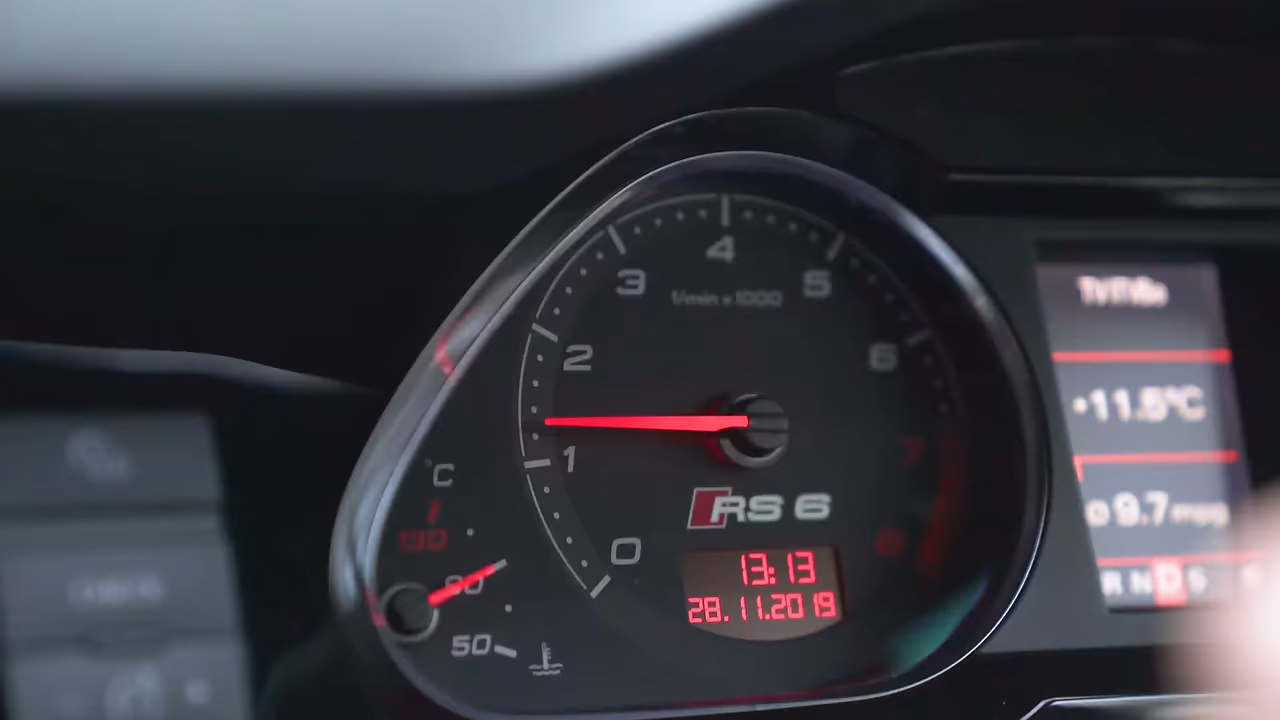 4
3
5
1/min x 1000
2
6
1
7
°C
RS 6
130
0
8
13:13
90
28.11.2019
50
+11.5°C
ø 9.7 mpg
R N D S